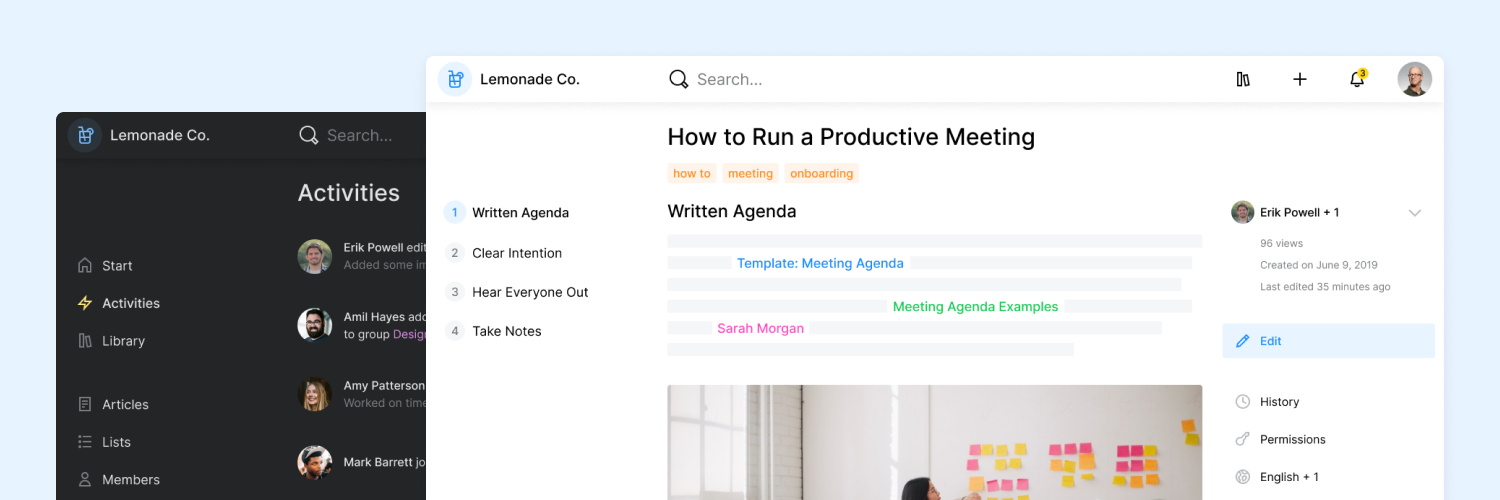 Lemonade Co.
Search...
Activities
Start
Activities
Library
Articles
Lists
Members
Erik Powell edit
Added some im
Amil Hayes add
to group Design
Amy Patterson
Worked on time
Mark Barrett jo
Lemonade Co.
Search...
3
How to Run a Productive Meeting
how to meeting onboarding
1 Written Agenda
2 Clear Intention
3 Hear Everyone Out
4 Take Notes
Written Agenda
Template: Meeting Agenda
Meeting Agenda Examples
Sarah Morgan
Erik Powell + 1
96 views
Created on June 9, 2019
Last edited 35 minutes ago
Edit
History
Permissions
English + 1